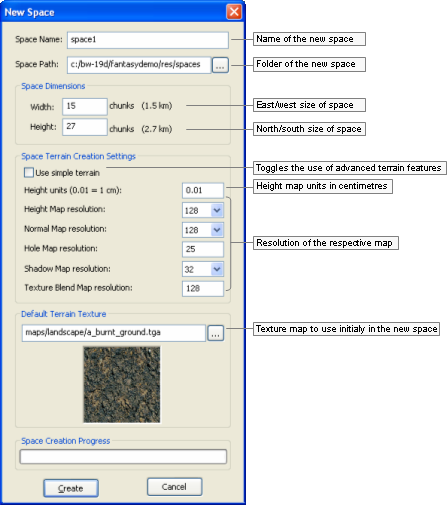 New Space
Space Name: space1 Name of the new space
Space Path: c:/bw-19d/fantasydemo/res/spaces ... Folder of the new space
Space Dimensions
Width: 15 chunks (1.5 km) East/west size of space
Height: 27 chunks (2.7 km) North/south size of space
Space Terrain Creation Settings
Use simple terrain Toggles the use of advanced terrain features
Height units (0.01 = 1 cm): 0.01 Height map units in centimetres
Height Map resolution: 128
Normal Map resolution: 128
Hole Map resolution: 25 Resolution of the respective map
Shadow Map resolution: 32
Texture Blend Map resolution: 128
Default Terrain Texture
maps/landscape/a_burnt_ground.tga ... Texture map to use initialy in the new space
Space Creation Progress
Create Cancel